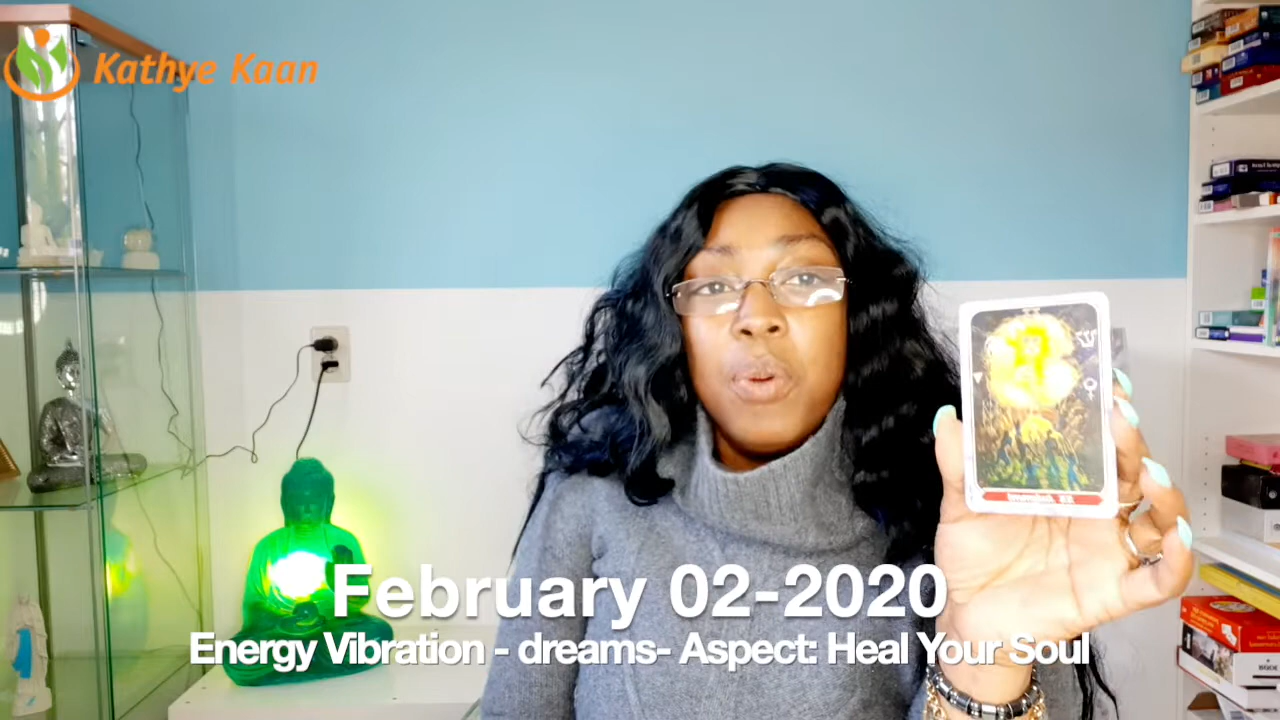 Kathye Kaan
February 02-2020
Energy Vibration - dreams- Aspect: Heal Your Soul